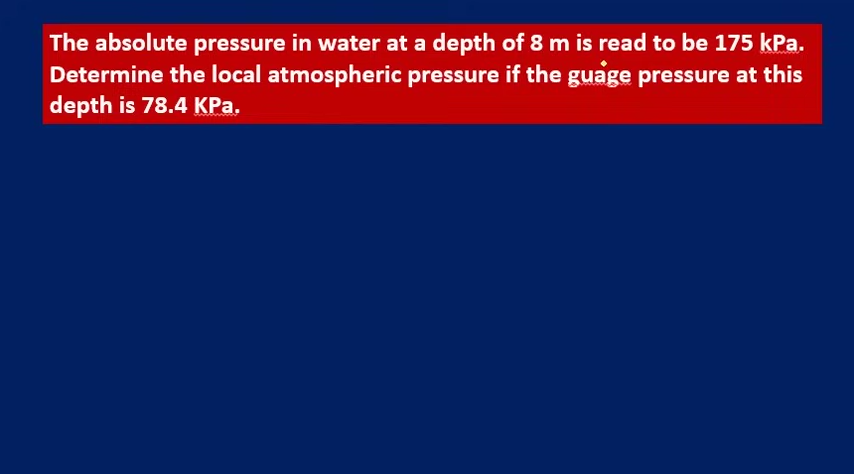 The absolute pressure in water at a depth of 8 m is read to be 175 kPa.
Determine the local atmospheric pressure if the guage pressure at this
depth is 78.4 KPa.